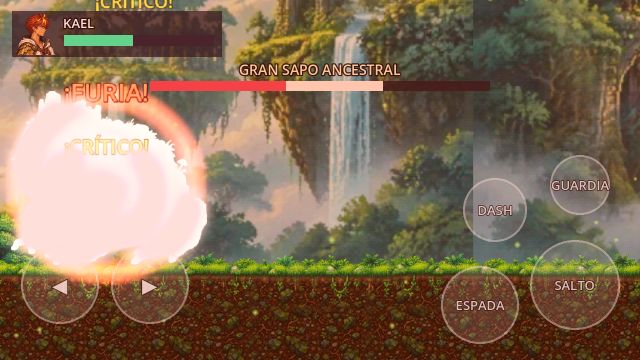 ¡CRÍTICO!
KAEL
GRAN SAPO ANCESTRAL
¡FURIA!
¡CRÍTICO!
GUARDIA
DASH
SALTO
ESPADA